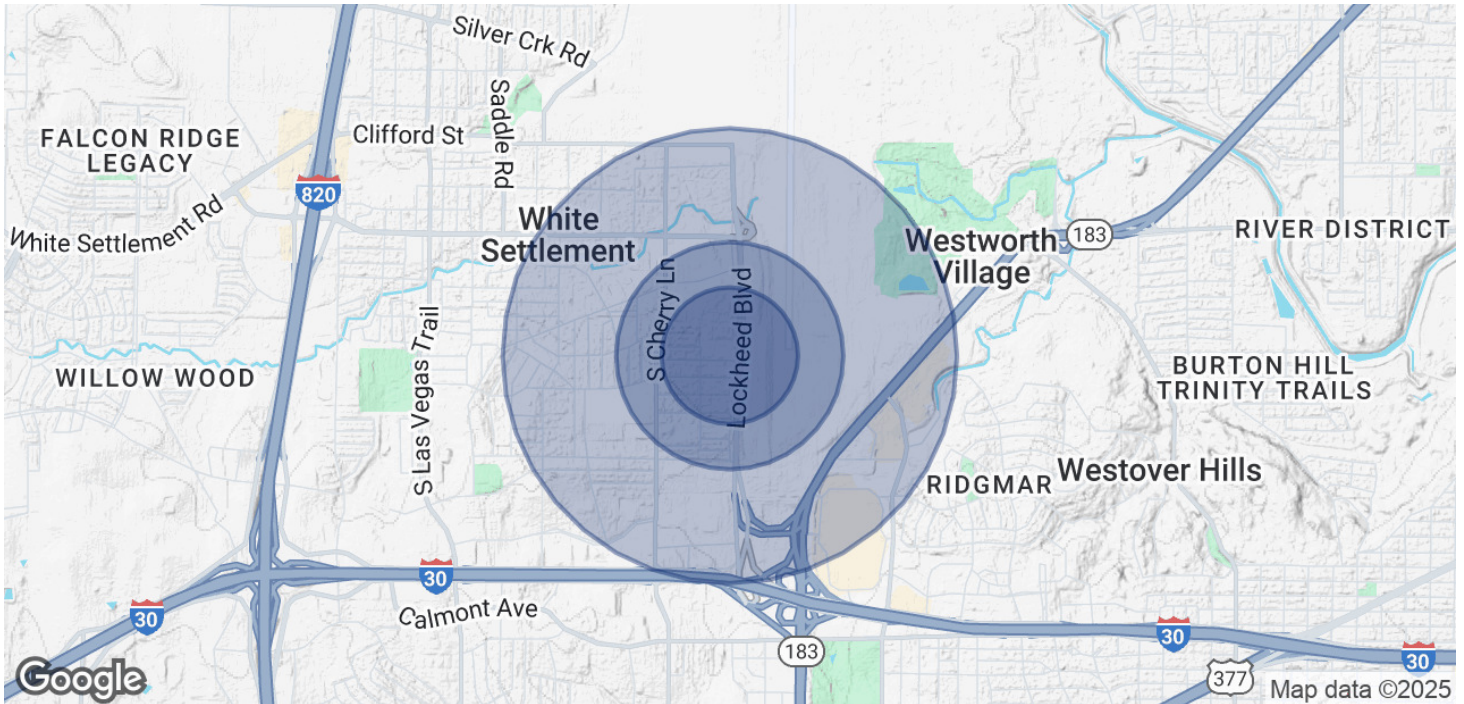 Silver Crk Rd
Saddle Rd
FALCON RIDGE
LEGACY
Clifford St
820
White Settlement Rd
White
Settlement
183
RIVER DISTRICT
Westworth
Village
S Cherry Ln
Lockheed Blvd
S Las Vegas Trail
WILLOW WOOD
BURTON HILL
TRINITY TRAILS
RIDGMAR
Westover Hills
30
Calmont Ave
30
30
183
30
377
Google
Map data ©2025